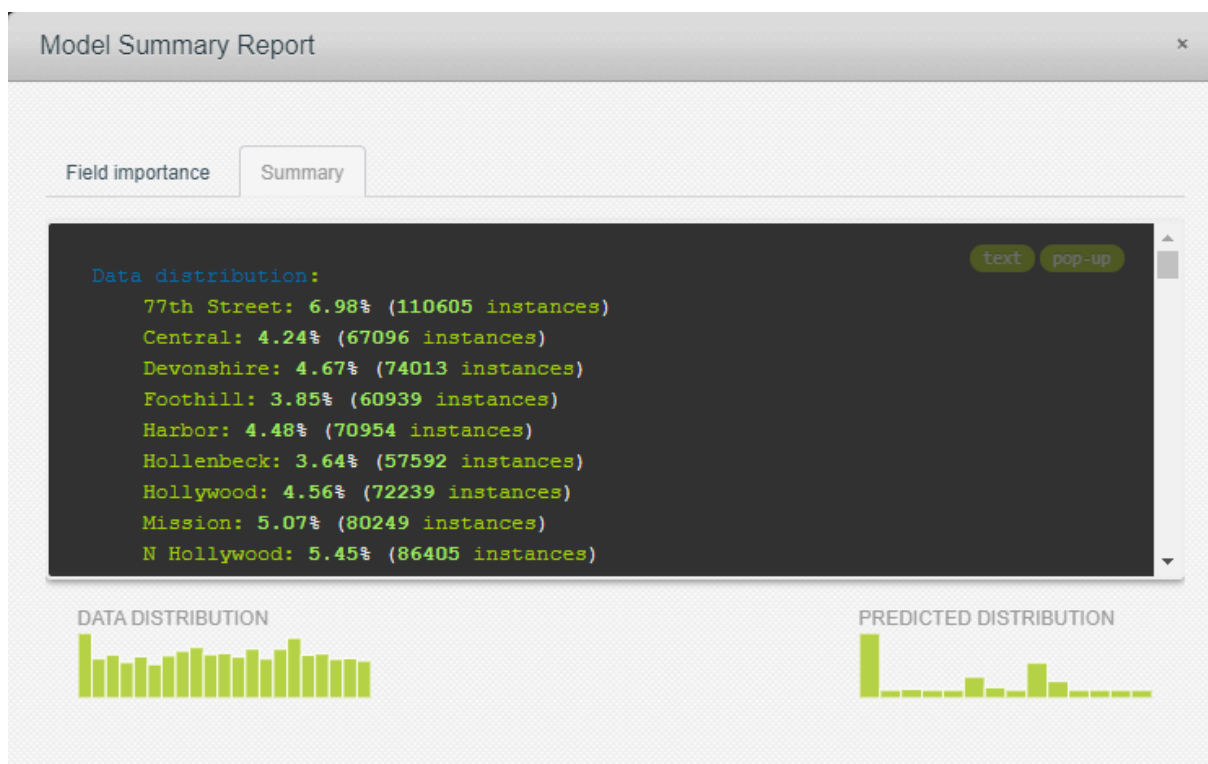 Model Summary Report ×
Field importance Summary
text pop-up
Data distribution:
77th Street: 6.98% (110605 instances)
Central: 4.24% (67096 instances)
Devonshire: 4.67% (74013 instances)
Foothill: 3.85% (60939 instances)
Harbor: 4.48% (70954 instances)
Hollenbeck: 3.64% (57592 instances)
Hollywood: 4.56% (72239 instances)
Mission: 5.07% (80249 instances)
N Hollywood: 5.45% (86405 instances)
DATA DISTRIBUTION PREDICTED DISTRIBUTION